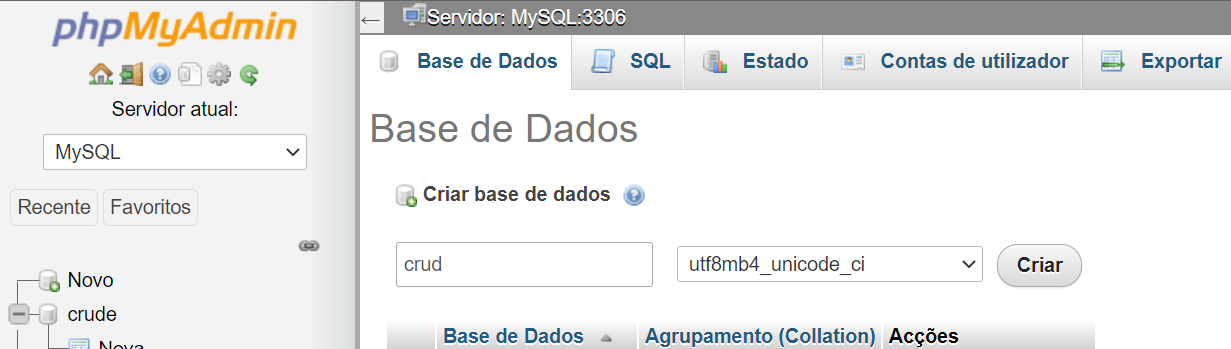 phpMyAdmin
Servidor atual:
MySQL
Recente Favoritos
Novo
crude
Nova
Servidor: MySQL:3306
Base de Dados SQL Estado Contas de utilizador Exportar
Base de Dados
Criar base de dados
crud utf8mb4_unicode_ci Criar
Base de Dados Agrupamento (Collation) Acções